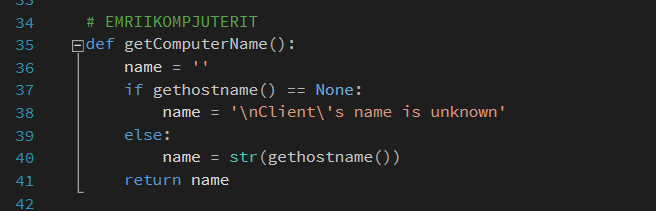 34 # EMRIIKOMPJUTERIT
35 def getComputerName():
36 name = ''
37 if gethostname() == None:
38 name = '\nClient\'s name is unknown'
39 else:
40 name = str(gethostname())
41 return name
42